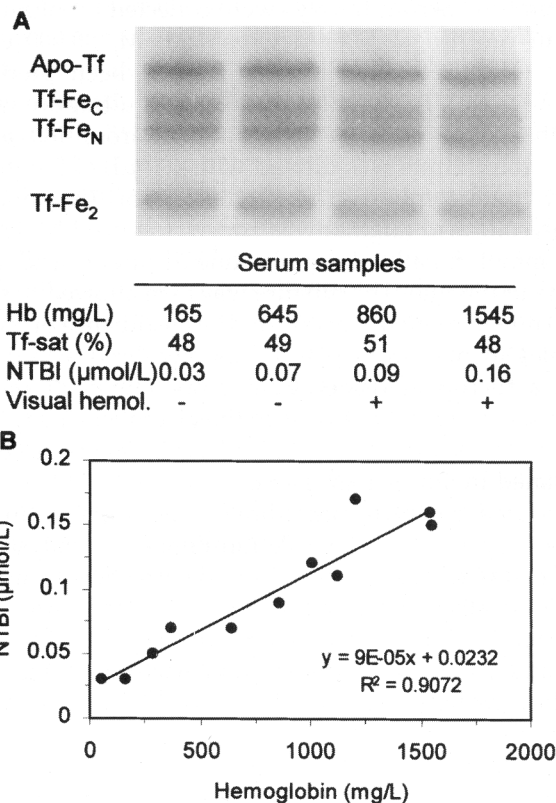 A
Apo-Tf
Tf-FeC
Tf-FeN
Tf-Fe2
Serum samples
Hb (mg/L) 165 645 860 1545
Tf-sat (%) 48 49 51 48
NTBI (µmol/L) 0.03 0.07 0.09 0.16
Visual hemol. - - + +
B
0.2
0.15
0.1
0.05
0
NTBI (µmol/L)
y = 9E-05x + 0.0232
R² = 0.9072
0 500 1000 1500 2000
Hemoglobin (mg/L)